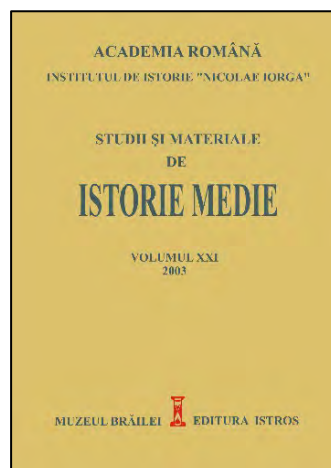 ACADEMIA ROMÂNĂ
INSTITUTUL DE ISTORIE "NICOLAE IORGA"
STUDII ŞI MATERIALE
DE
ISTORIE MEDIE
VOLUMUL XXI
2003
MUZEUL BRĂILEI EDITURA ISTROS